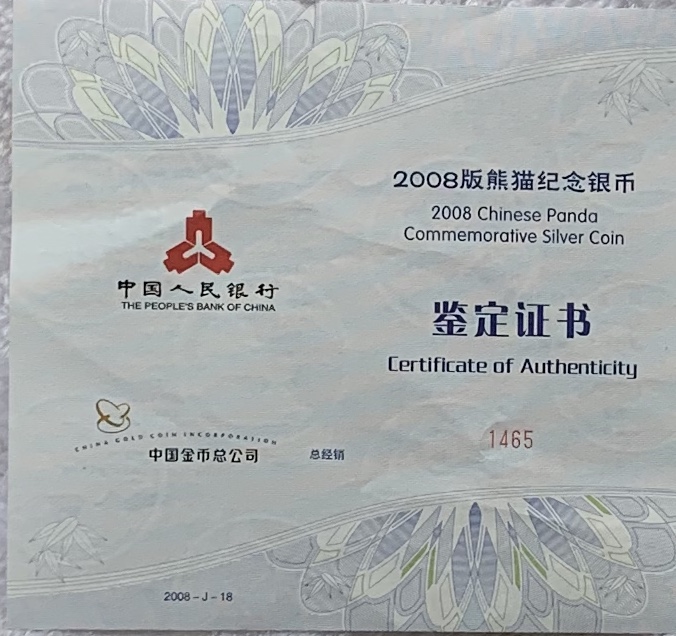 2008版熊猫纪念银币
2008 Chinese Panda
Commemorative Silver Coin
中国人民银行
THE PEOPLE'S BANK OF CHINA
鉴定证书
Certificate of Authenticity
CHINA GOLD COIN INCORPORATION
中国金币总公司
总经销
1465
2008-J-18